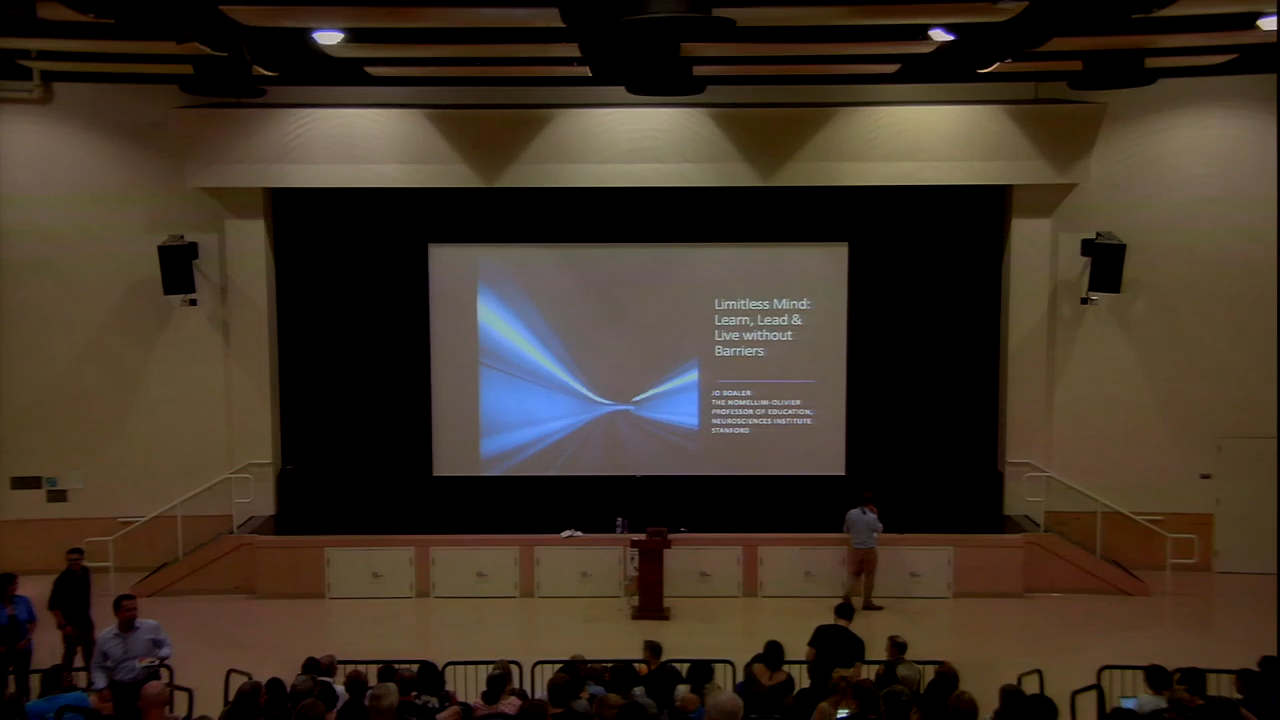 Limitless Mind:
Learn, Lead &
Live without
Barriers
JO BOALER
THE NOMELLINI-OLIVIER
PROFESSOR OF EDUCATION,
NEUROSCIENCES INSTITUTE
STANFORD